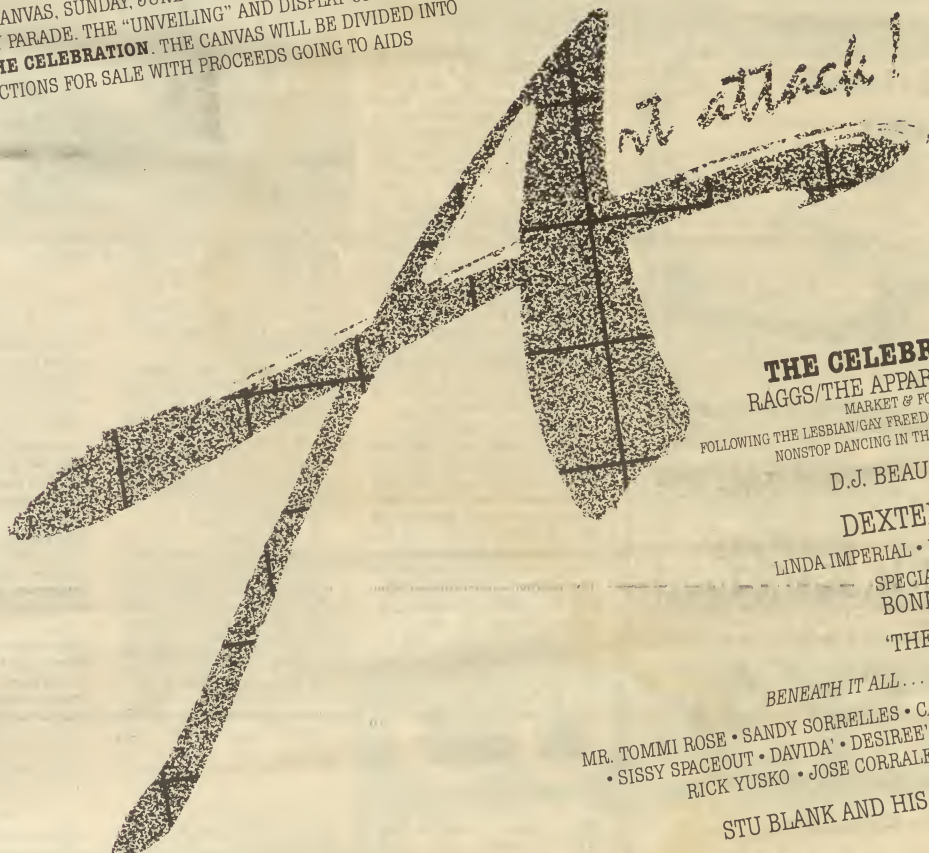 CANVAS, SUNDAY, JUNE
Y PARADE. THE “UNVEILING” AND DISPLAY
HE CELEBRATION. THE CANVAS WILL BE DIVIDED INTO
CTIONS FOR SALE WITH PROCEEDS GOING TO AIDS
Art attack!
THE CELEBR
RAGGS/THE APPAR
MARKET & FO
FOLLOWING THE LESBIAN/GAY FREED
NONSTOP DANCING IN TH
D.J. BEAU
DEXTE
LINDA IMPERIAL •
SPECIA
BON
‘THE
BENEATH IT ALL . . .
MR. TOMMI ROSE • SANDY SORRELLES • CA
• SISSY SPACEOUT • DAVIDA’ • DESIREE’
RICK YUSKO • JOSE CORRALE
STU BLANK AND HIS